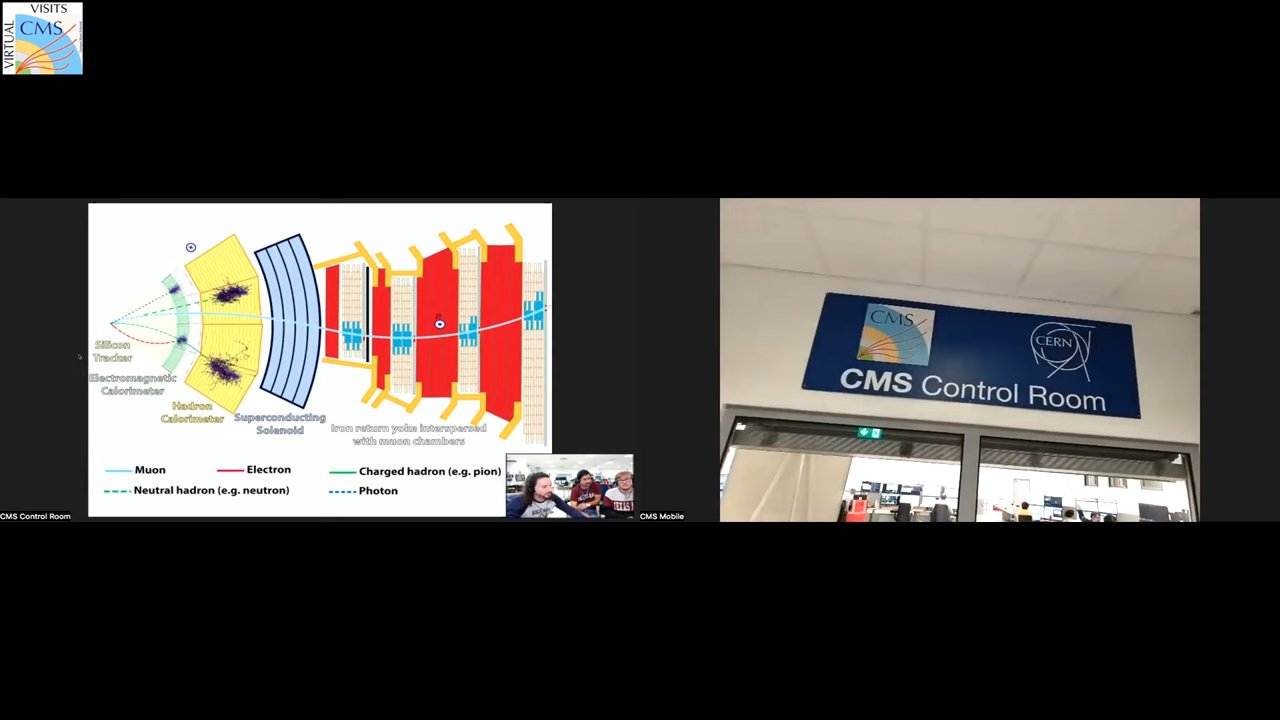 VISITS
CMS
VIRTUAL
Silicon
Tracker
Electromagnetic
Calorimeter
Hadron
Calorimeter
Superconducting
Solenoid
Iron return yoke interspersed
with muon chambers
Muon
Electron
Charged hadron (e.g. pion)
Neutral hadron (e.g. neutron)
Photon
TEXAS
CMS Control Room
CMS
CERN
CMS Control Room
CMS Mobile